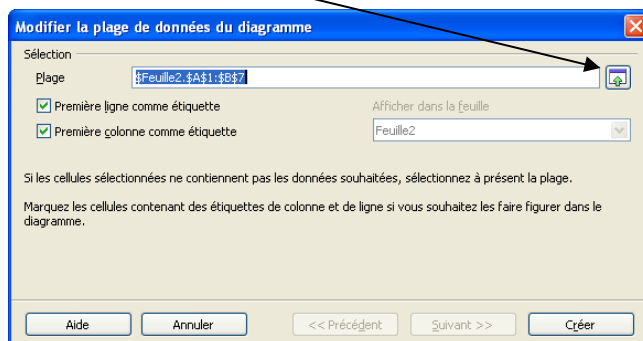 Modifier la plage de données du diagramme
Sélection
Plage
$Feuille2.$A$1:$B$7
Première ligne comme étiquette
Afficher dans la feuille
Première colonne comme étiquette
Feuille2
Si les cellules sélectionnées ne contiennent pas les données souhaitées, sélectionnez à présent la plage.
Marquez les cellules contenant des étiquettes de colonne et de ligne si vous souhaitez les faire figurer dans le
diagramme.
Aide
Annuler
<< Précédent
Suivant >>
Créer